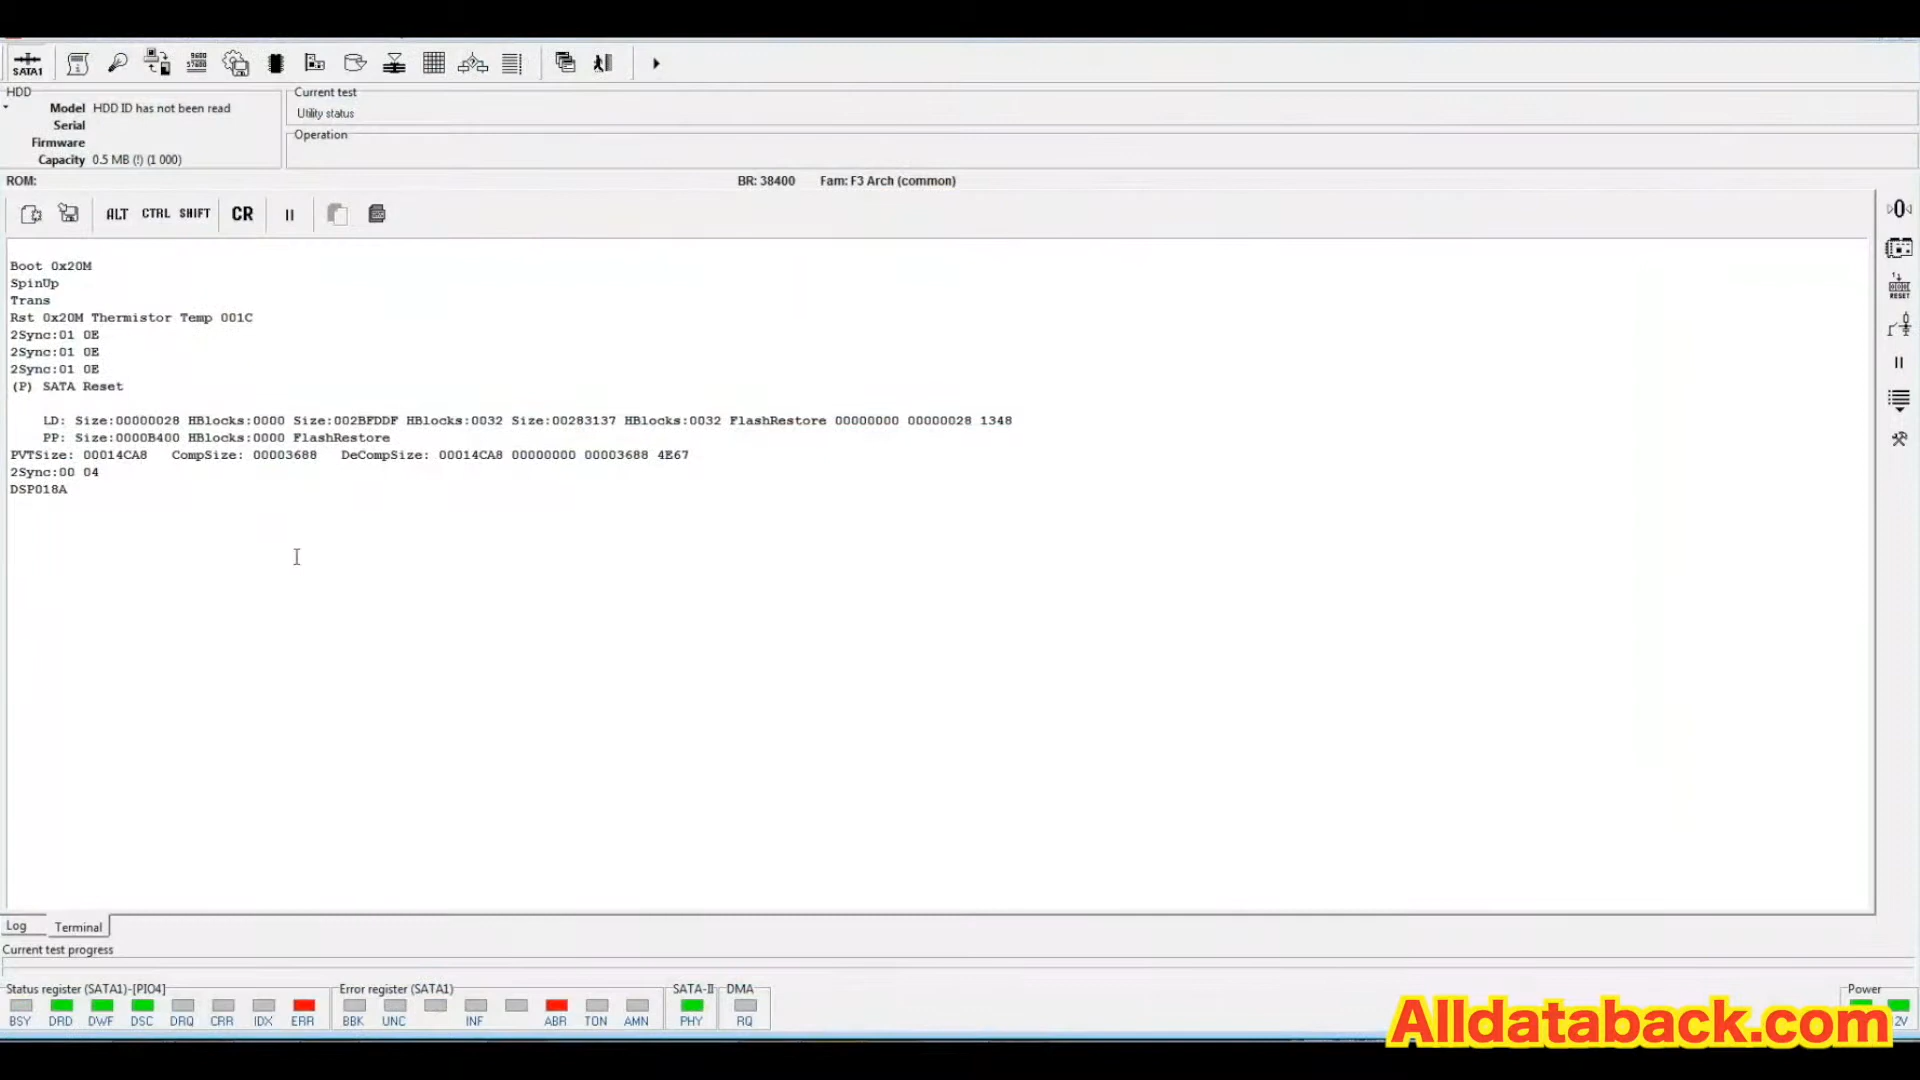 SATA1
9600
57600
HDD
Model HDD ID has not been read
Serial
Firmware
Capacity 0.5 MB (!) (1 000)
Current test
Utility status
Operation
ROM:
BR: 38400 Fam: F3 Arch (common)
ALT CTRL SHIFT CR
Boot 0x20M
SpinUp
Trans
Rst 0x20M Thermistor Temp 001C
2Sync:01 0E
2Sync:01 0E
2Sync:01 0E
(P) SATA Reset
LD: Size:00000028 HBlocks:0000 Size:002BFDDF HBlocks:0032 Size:00283137 HBlocks:0032 FlashRestore 00000000 00000028 1348
PP: Size:0000B400 HBlocks:0000 FlashRestore
PVTSize: 00014CA8 CompSize: 00003688 DeCompSize: 00014CA8 00000000 00003688 4E67
2Sync:00 04
DSP018A
RESET
Log Terminal
Current test progress
Status register (SATA1)-[PIO4]
BSY DRD DWF DSC DRQ CRR IDX ERR
Error register (SATA1)
BBK UNC INF ABR TON AMN
SATA-II
PHY
DMA
RQ
Power
Alldataback.com